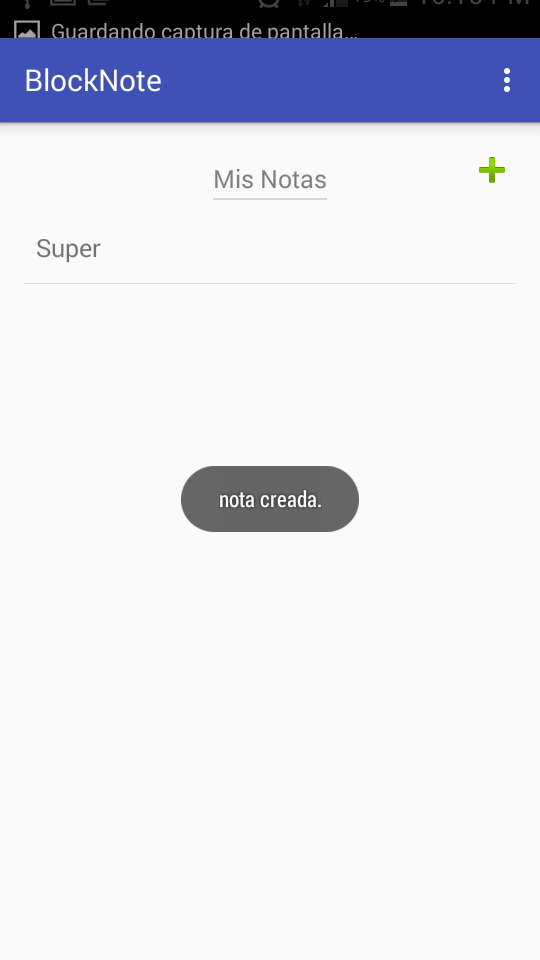 Guardando captura de pantalla…
BlockNote
Mis Notas
Super
nota creada.